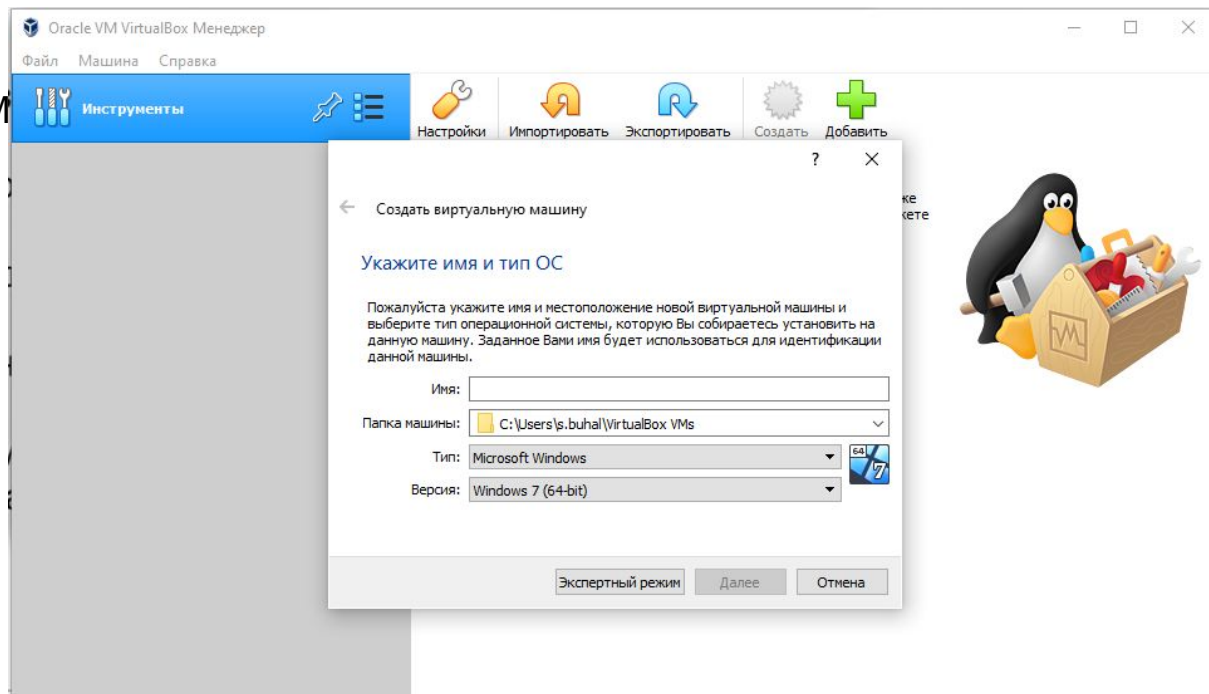 Oracle VM VirtualBox Менеджер
Файл Машина Справка
Инструменты
Настройки Импортировать Экспортировать Создать Добавить
?
Создать виртуальную машину
Укажите имя и тип ОС
Пожалуйста укажите имя и местоположение новой виртуальной машины и
выберите тип операционной системы, которую Вы собираетесь установить на
данную машину. Заданное Вами имя будет использоваться для идентификации
данной машины.
Имя:
Папка машины: C:\Users\s.buhal\VirtualBox VMs
Тип: Microsoft Windows
64
7
Версия: Windows 7 (64-bit)
Экспертный режим Далее Отмена